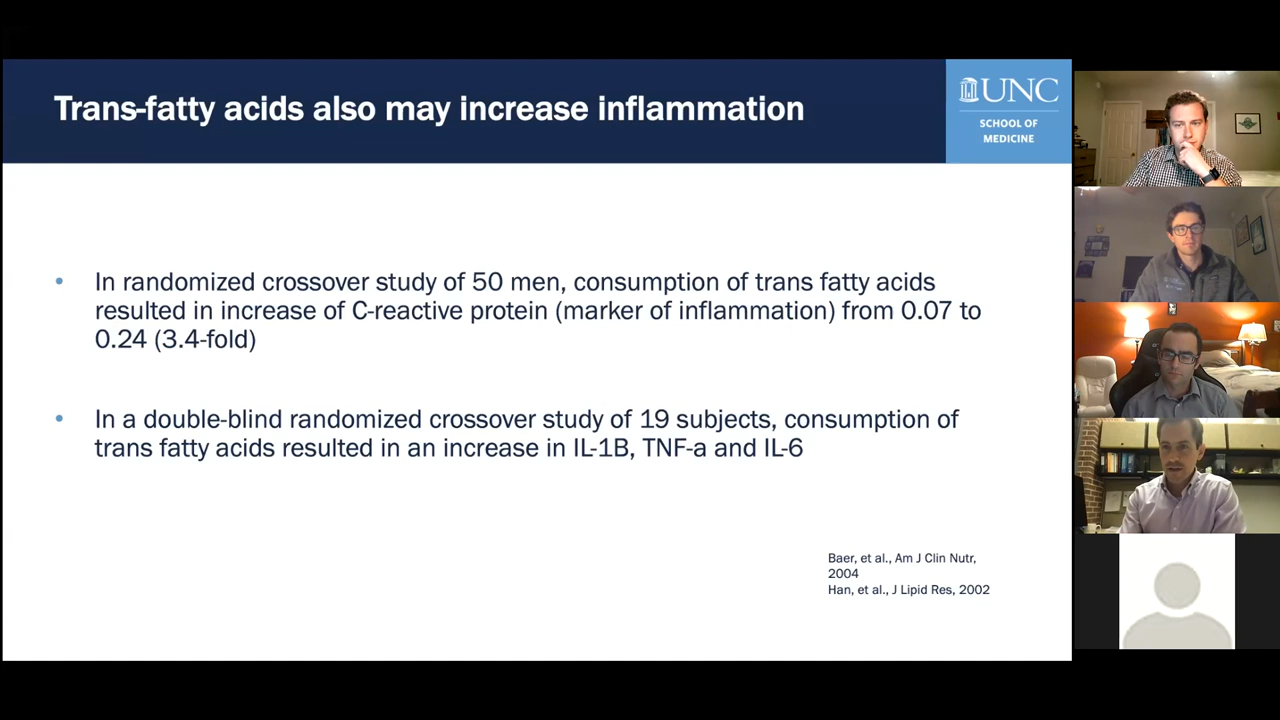 Trans-fatty acids also may increase inflammation
UNC
SCHOOL OF
MEDICINE
• In randomized crossover study of 50 men, consumption of trans fatty acids
resulted in increase of C-reactive protein (marker of inflammation) from 0.07 to
0.24 (3.4-fold)
• In a double-blind randomized crossover study of 19 subjects, consumption of
trans fatty acids resulted in an increase in IL-1B, TNF-a and IL-6
Baer, et al., Am J Clin Nutr,
2004
Han, et al., J Lipid Res, 2002